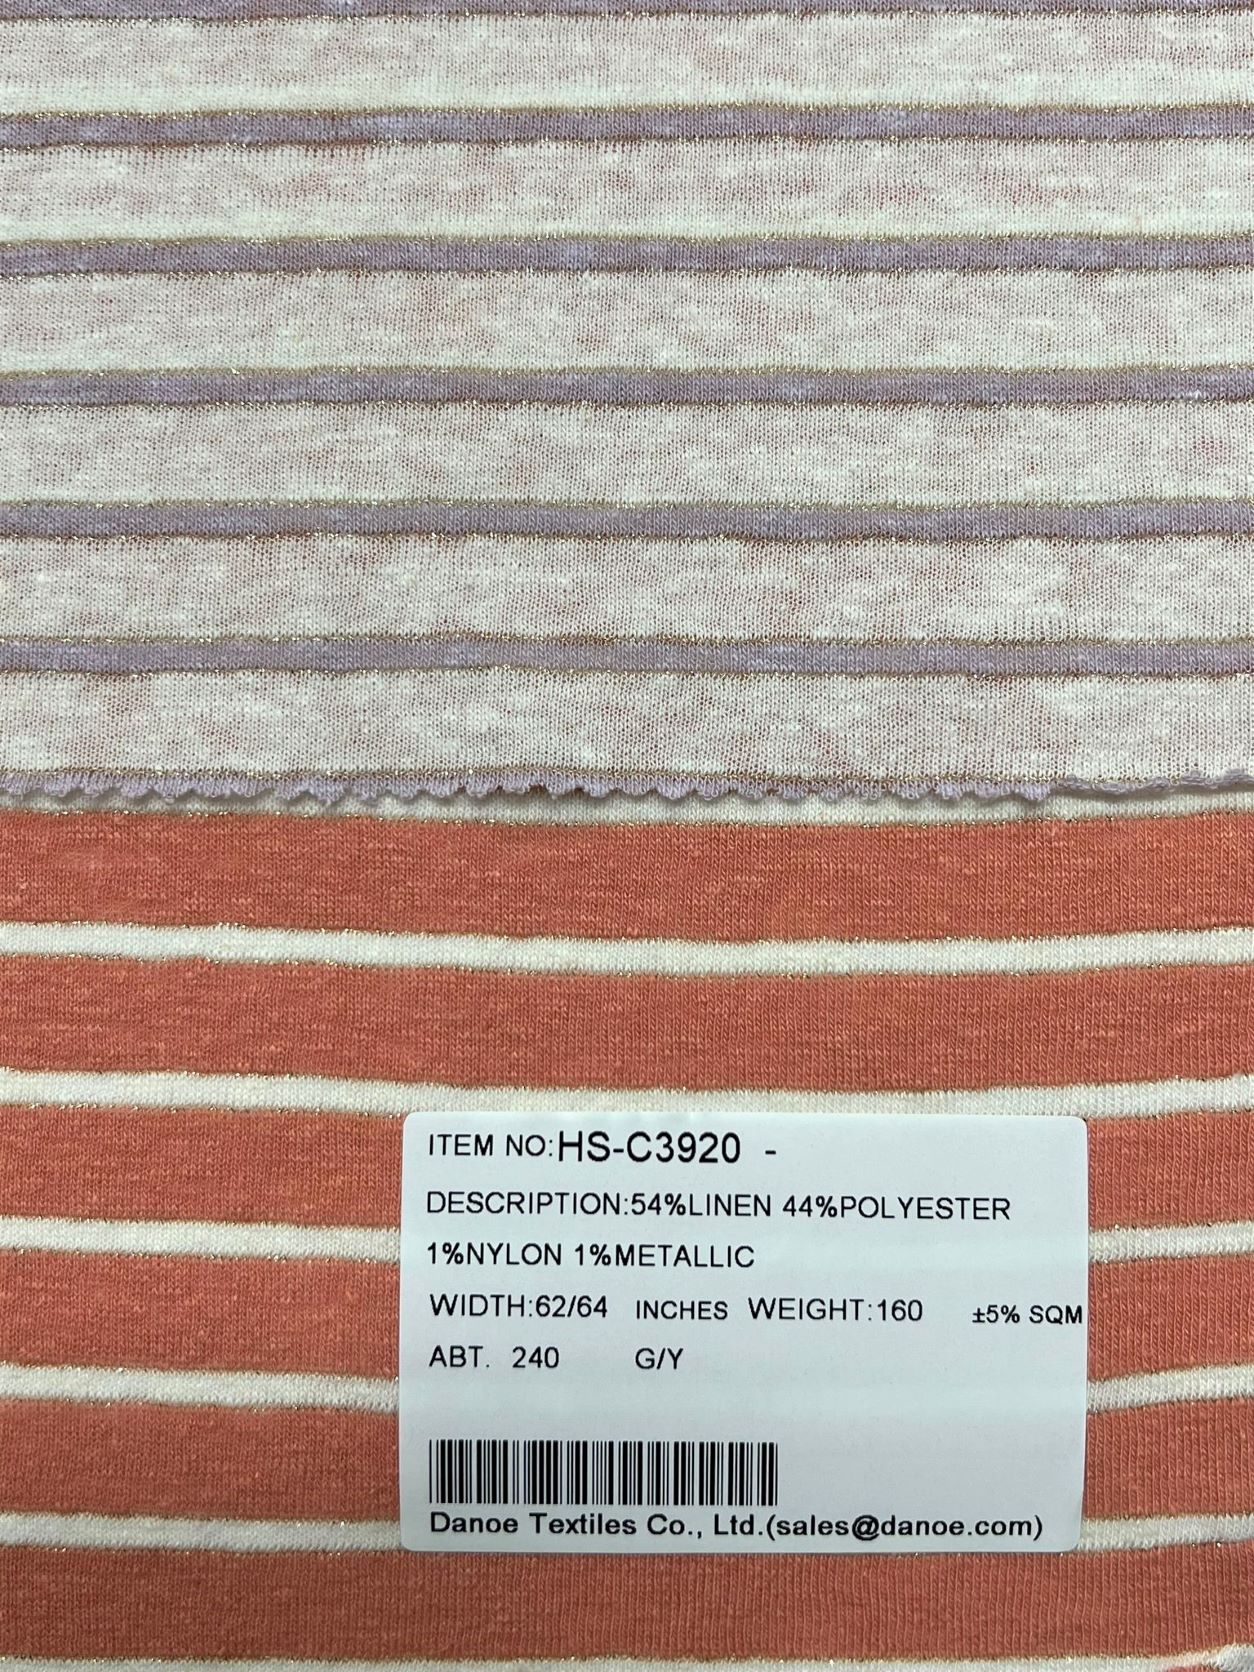 ITEM NO:HS-C3920 -
DESCRIPTION:54%LINEN 44%POLYESTER
1%NYLON 1%METALLIC
WIDTH:62/64 INCHES WEIGHT:160 ±5% SQM
ABT. 240 G/Y
Danoe Textiles Co., Ltd.(sales@danoe.com)